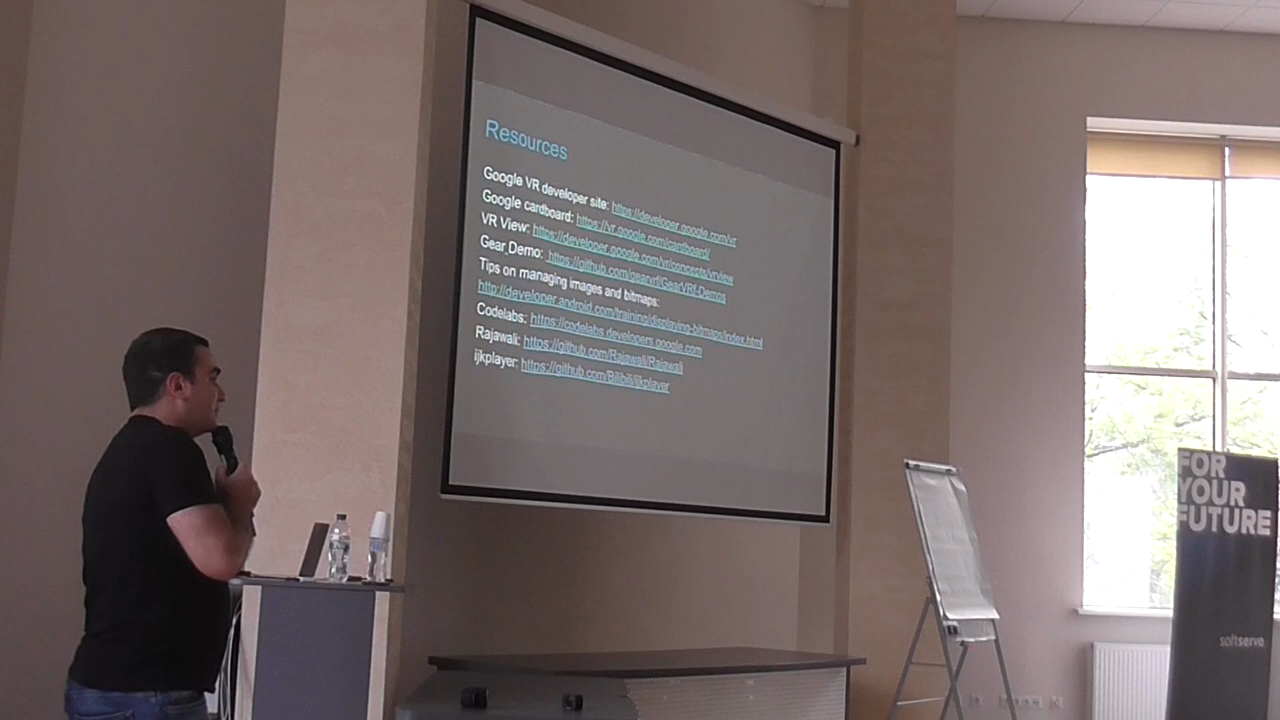 Resources
Google VR developer site: https://developer.google.com/vr
Google cardboard: https://vr.google.com/cardboard/
VR View: https://developer.google.com/vr/concepts/vrview
Gear Demo: https://github.com/gearvrf/GearVRf-Demos
Tips on managing images and bitmaps:
http://developer.android.com/training/displaying-bitmaps/index.html
Codelabs: https://codelabs.developers.google.com
Rajawali: https://github.com/Rajawali/Rajawali
ijkplayer: https://github.com/Bilibili/ijkplayer
FOR
YOUR
FUTURE
softserve